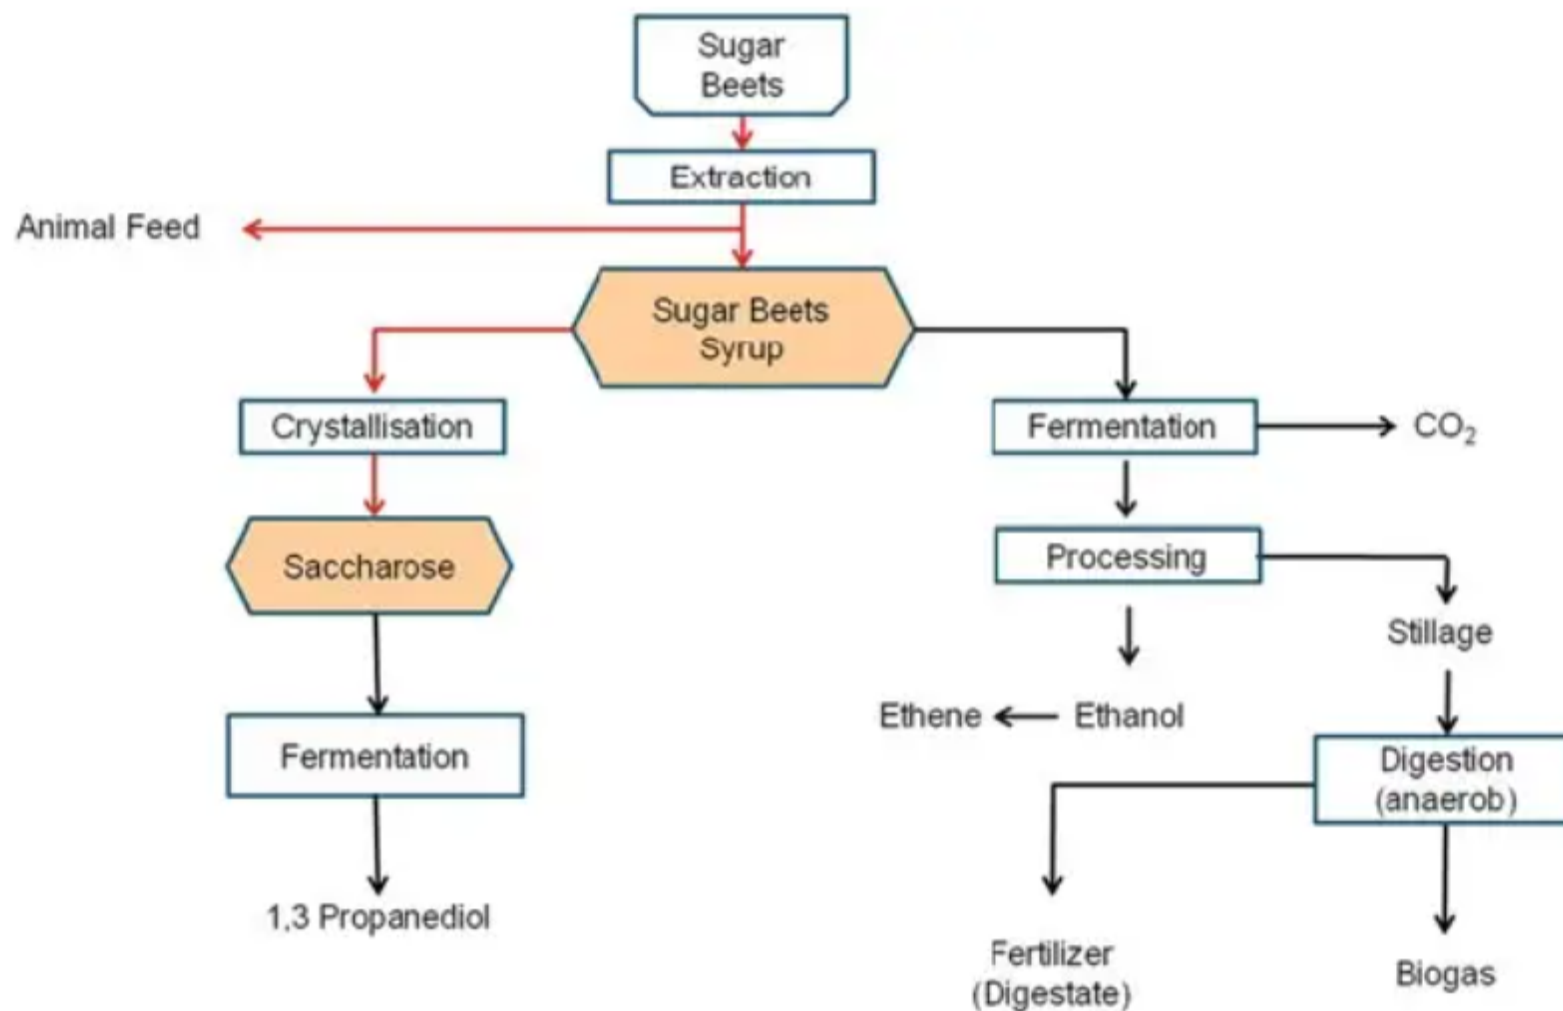 Sugar
Beets
Extraction
Animal Feed
Sugar Beets
Syrup
Crystallisation
Fermentation
CO₂
Saccharose
Processing
Stillage
Ethene
Ethanol
Fermentation
Digestion
(anaerob)
1,3 Propanediol
Fertilizer
(Digestate)
Biogas